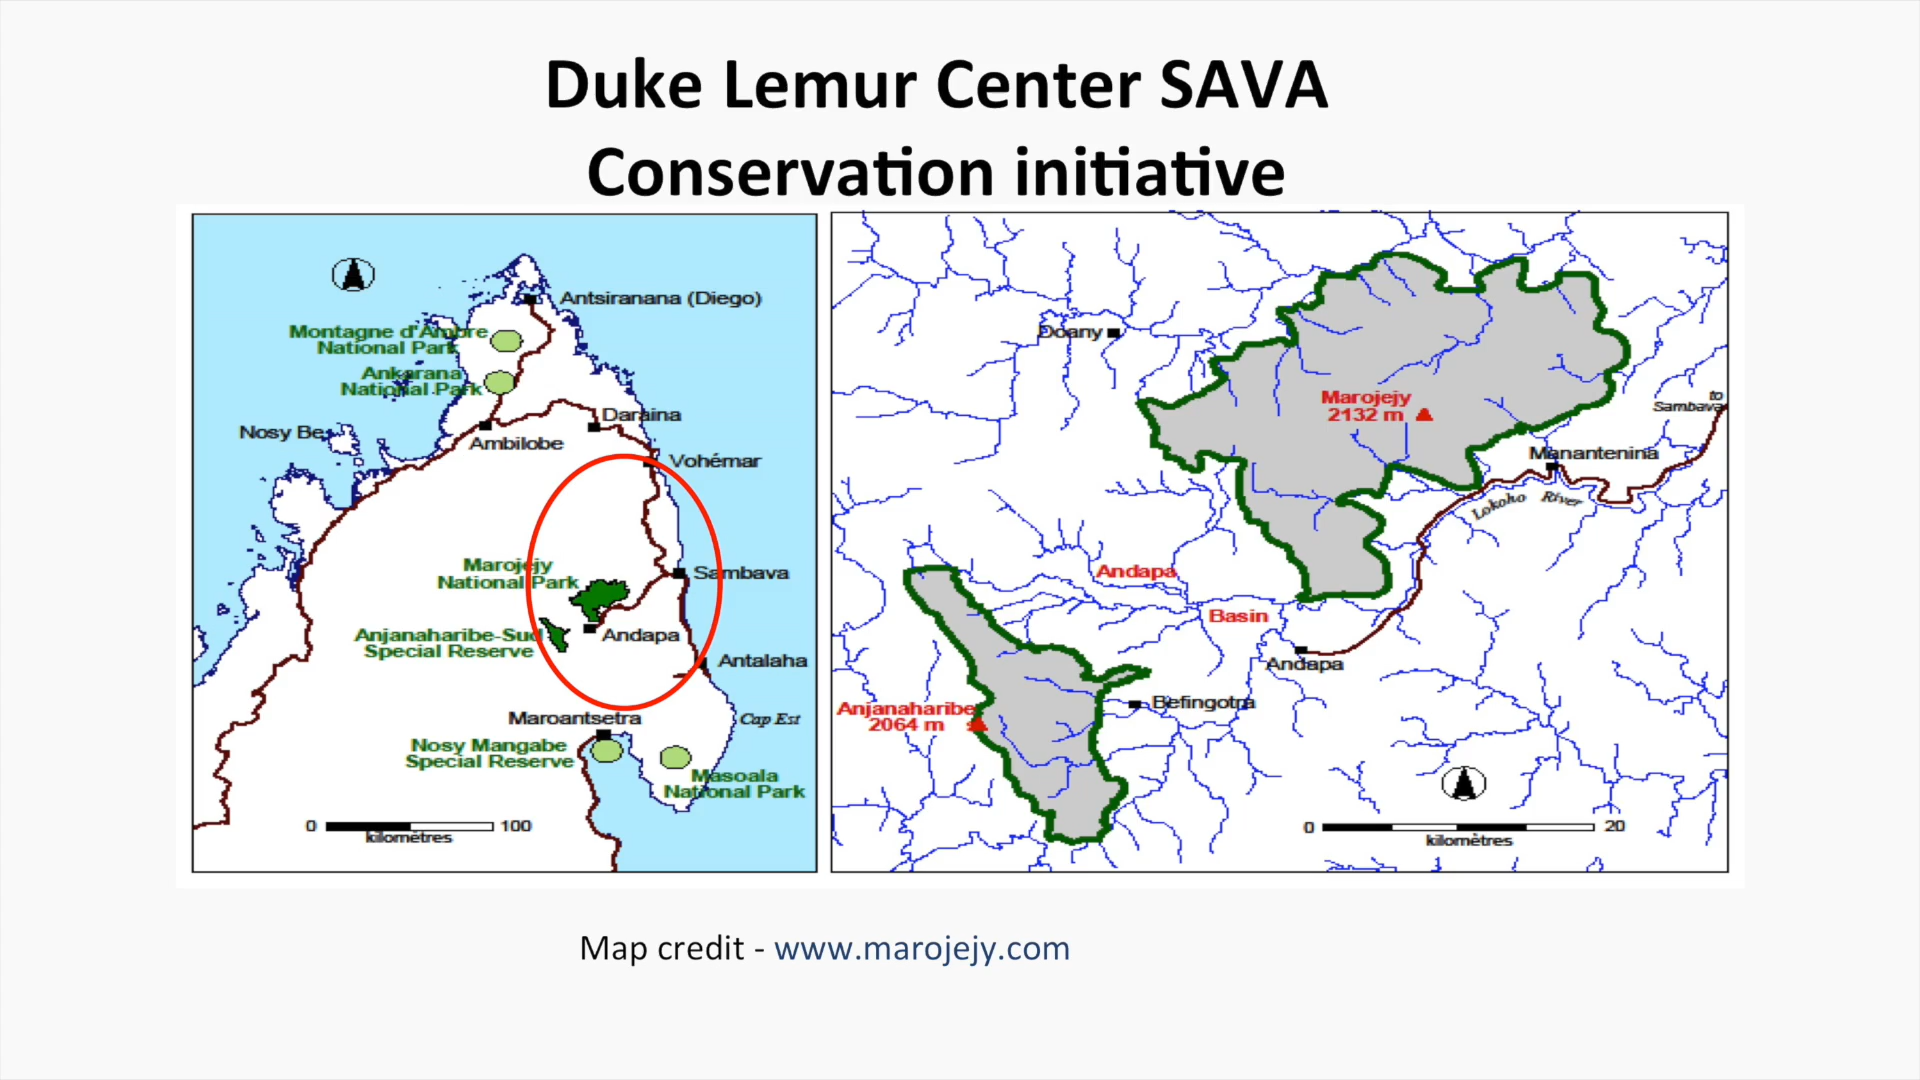 Duke Lemur Center SAVA
Conservation initiative
Antsiranana (Diego)
Montagne d'Ambre
National Park
Ankarana
National Park
Daraina
Nosy Be
Ambilobe
Vohémar
Marojejy
National Park
Sambava
Anjanaharibe-Sud
Special Reserve
Andapa
Antalaha
Maroantsetra
Cap Est
Nosy Mangabe
Special Reserve
Masoala
National Park
0 100
kilomètres
Doany
Marojejy
2132 m
to
Sambava
Manantenina
Lokoho River
Andapa
Basin
Andapa
Befingotra
Anjanaharibe
2064 m
0 20
kilomètres
Map credit - www.marojejy.com